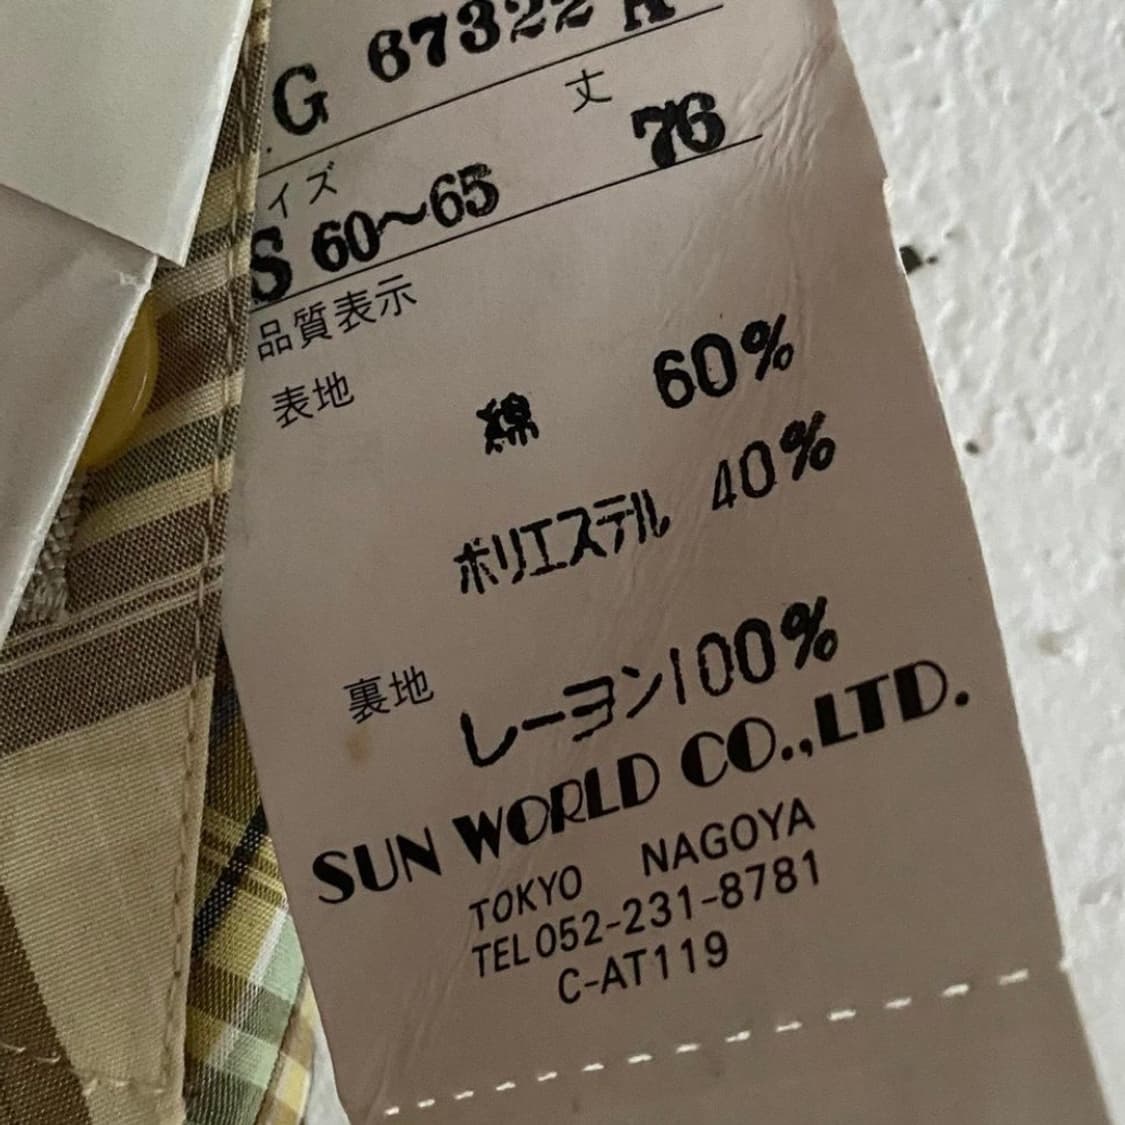 G 67322
丈
イズ 76
S 60~65
品質表示
表地 綿 60%
ポリエステル 40%
裏地 レーヨン100%
SUN WORLD CO.,LTD.
TOKYO NAGOYA
TEL052-231-8781
C-AT119